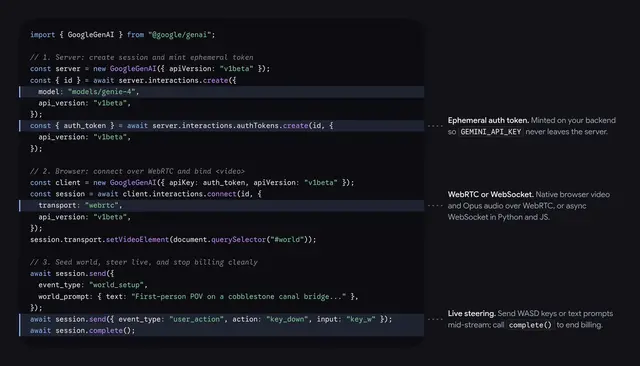 import { GoogleGenAI } from "@google/genai";
// 1. Server: create session and mint ephemeral token
const server = new GoogleGenAI({ apiVersion: "v1beta" });
const { id } = await server.interactions.create({
  model: "models/genie-4",
  api_version: "v1beta",
});
const { auth_token } = await server.interactions.authTokens.create(id, {
  api_version: "v1beta",
});
// 2. Browser: connect over WebRTC and bind <video>
const client = new GoogleGenAI({ apiKey: auth_token, apiVersion: "v1beta" });
const session = await client.interactions.connect(id, {
  transport: "webrtc",
  api_version: "v1beta",
});
session.transport.setVideoElement(document.querySelector("#world"));
// 3. Seed world, steer live, and stop billing cleanly
await session.send({
  event_type: "world_setup",
  world_prompt: { text: "First-person POV on a cobblestone canal bridge..." },
});
await session.send({ event_type: "user_action", action: "key_down", input: "key_w" });
await session.complete();
Ephemeral auth token. Minted on your backend
so GEMINI_API_KEY never leaves the server.
WebRTC or WebSocket. Native browser video
and Opus audio over WebRTC, or async
WebSocket in Python and JS.
Live steering. Send WASD keys or text prompts
mid-stream; call complete() to end billing.